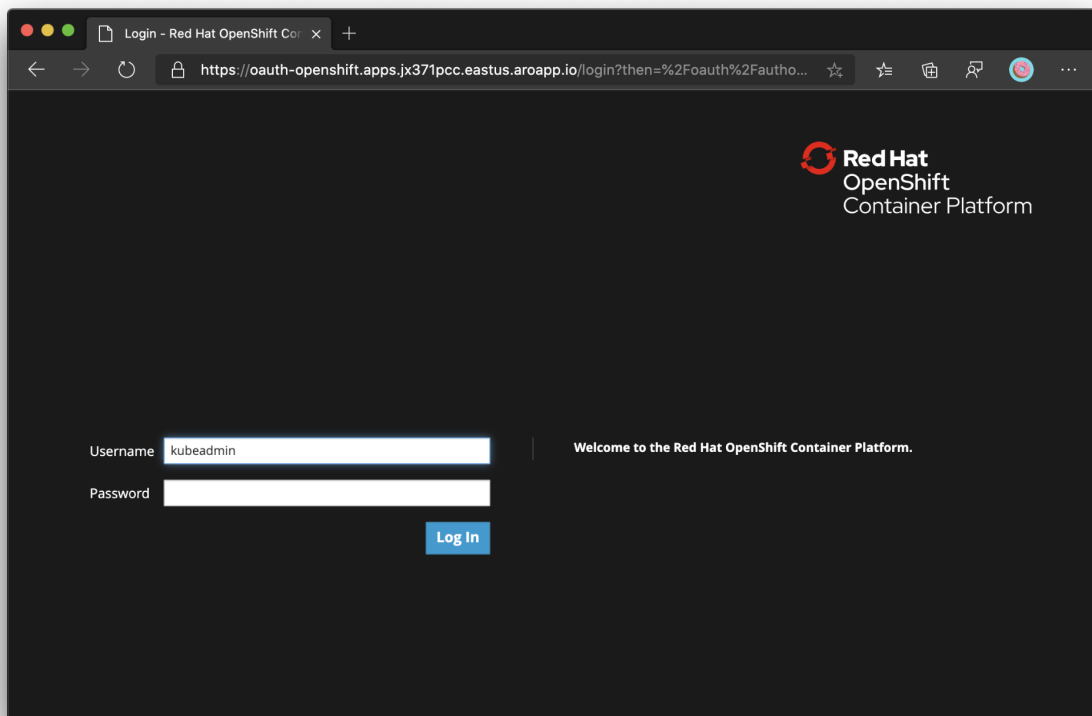 Login - Red Hat OpenShift Cor
https://oauth-openshift.apps.jx371pcc.eastus.aroapp.io/login?then=%2Foauth%2Fautho...
Red Hat
OpenShift
Container Platform
Username kubeadmin
Welcome to the Red Hat OpenShift Container Platform.
Password
Log In